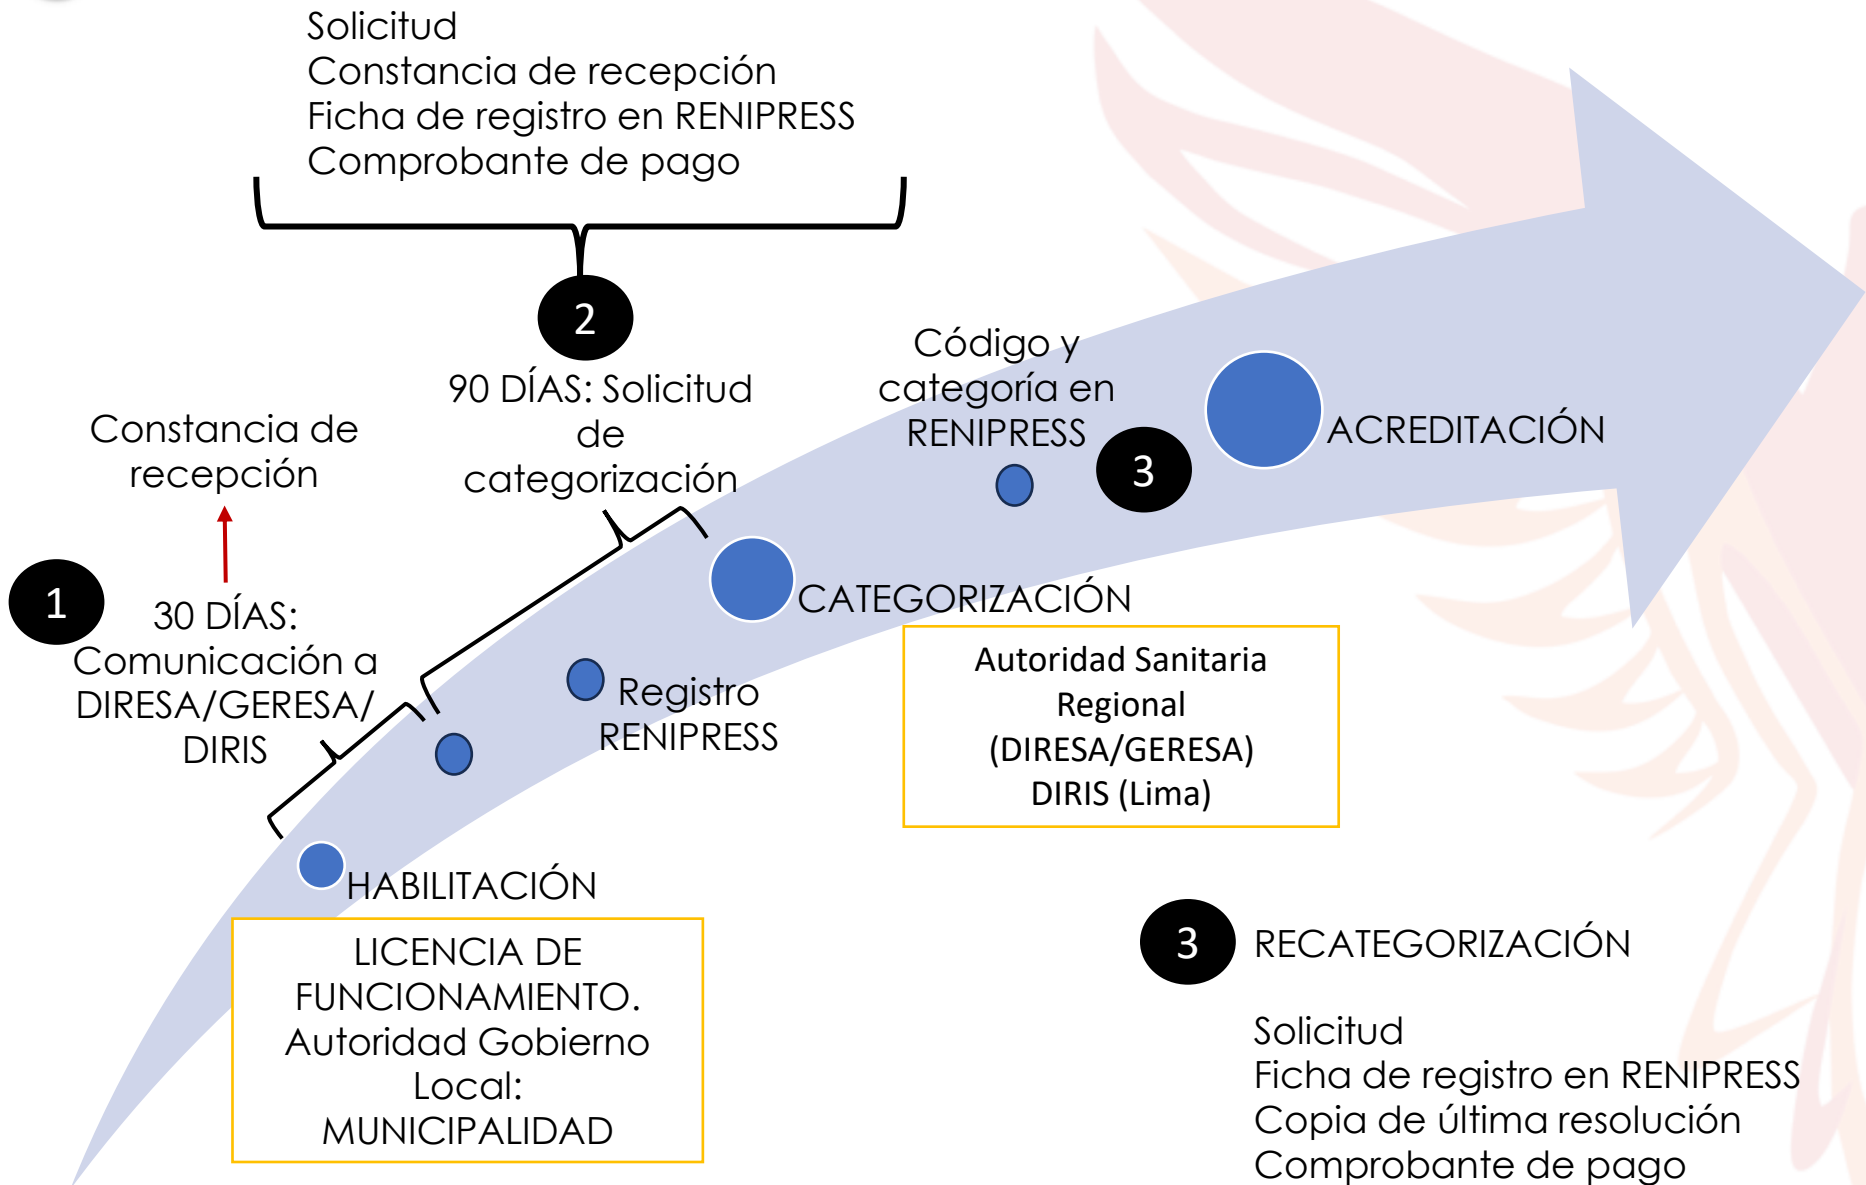 Solicitud
Constancia de recepción
Ficha de registro en RENIPRESS
Comprobante de pago
2
90 DÍAS: Solicitud
de
categorización
Código y
categoría en
RENIPRESS
3
ACREDITACIÓN
Constancia de
recepción
1
30 DÍAS:
Comunicación a
DIRESA/GERESA/
DIRIS
CATEGORIZACIÓN
Autoridad Sanitaria
Regional
(DIRESA/GERESA)
DIRIS (Lima)
Registro
RENIPRESS
HABILITACIÓN
LICENCIA DE
FUNCIONAMIENTO.
Autoridad Gobierno
Local:
MUNICIPALIDAD
3
RECATEGORIZACIÓN
Solicitud
Ficha de registro en RENIPRESS
Copia de última resolución
Comprobante de pago